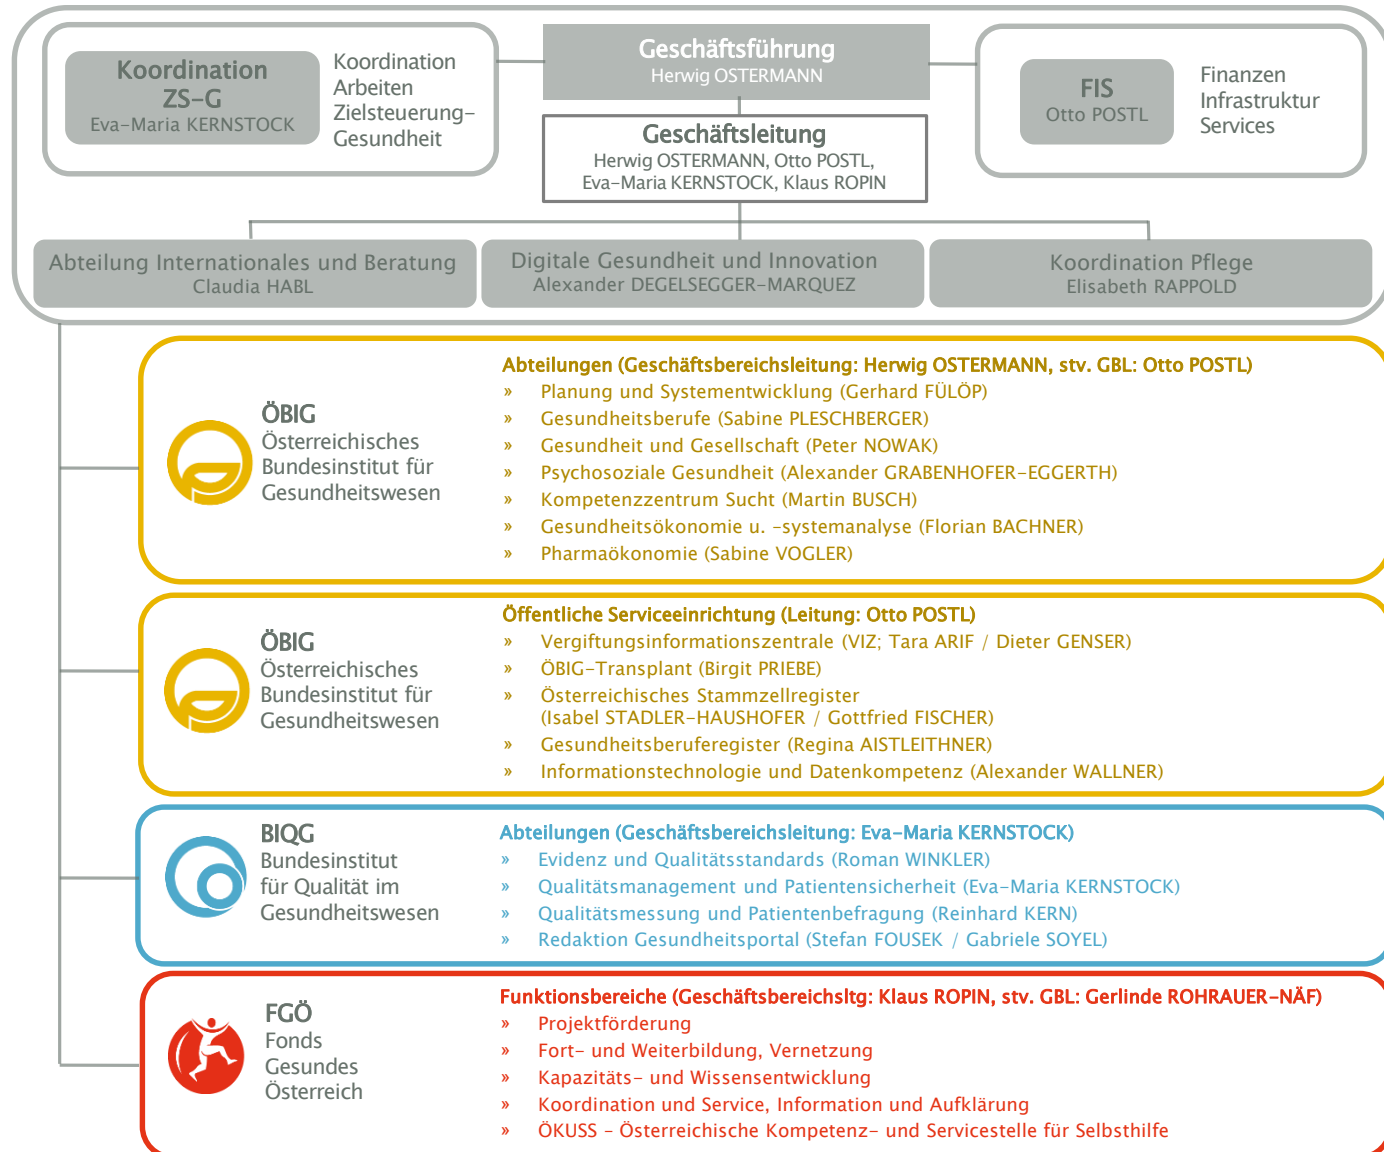 Koordination
ZS-G
Eva-Maria KERNSTOCK
Koordination
Arbeiten
Zielsteuerung-
Gesundheit
Geschäftsführung
Herwig OSTERMANN
Geschäftsleitung
Herwig OSTERMANN, Otto POSTL,
Eva-Maria KERNSTOCK, Klaus ROPIN
FIS
Otto POSTL
Finanzen
Infrastruktur
Services
Abteilung Internationales und Beratung
Claudia HABL
Digitale Gesundheit und Innovation
Alexander DEGELSEGGER-MARQUEZ
Koordination Pflege
Elisabeth RAPPOLD
ÖBIG
Österreichisches
Bundesinstitut für
Gesundheitswesen
Abteilungen (Geschäftsbereichsleitung: Herwig OSTERMANN, stv. GBL: Otto POSTL)
» Planung und Systementwicklung (Gerhard FÜLÖP)
» Gesundheitsberufe (Sabine PLESCHBERGER)
» Gesundheit und Gesellschaft (Peter NOWAK)
» Psychosoziale Gesundheit (Alexander GRABENHOFER-EGGERTH)
» Kompetenzzentrum Sucht (Martin BUSCH)
» Gesundheitsökonomie u. -systemanalyse (Florian BACHNER)
» Pharmaökonomie (Sabine VOGLER)
ÖBIG
Österreichisches
Bundesinstitut für
Gesundheitswesen
Öffentliche Serviceeinrichtung (Leitung: Otto POSTL)
» Vergiftungsinformationszentrale (VIZ; Tara ARIF / Dieter GENSER)
» ÖBIG-Transplant (Birgit PRIEBE)
» Österreichisches Stammzellregister
(Isabel STADLER-HAUSHOFER / Gottfried FISCHER)
» Gesundheitsberuferegister (Regina AISTLEITHNER)
» Informationstechnologie und Datenkompetenz (Alexander WALLNER)
BIQG
Bundesinstitut
für Qualität im
Gesundheitswesen
Abteilungen (Geschäftsbereichsleitung: Eva-Maria KERNSTOCK)
» Evidenz und Qualitätsstandards (Roman WINKLER)
» Qualitätsmanagement und Patientensicherheit (Eva-Maria KERNSTOCK)
» Qualitätsmessung und Patientenbefragung (Reinhard KERN)
» Redaktion Gesundheitsportal (Stefan FOUSEK / Gabriele SOYEL)
FGÖ
Fonds
Gesundes
Österreich
Funktionsbereiche (Geschäftsbereichsltg: Klaus ROPIN, stv. GBL: Gerlinde ROHRAUER-NÄF)
» Projektförderung
» Fort- und Weiterbildung, Vernetzung
» Kapazitäts- und Wissensentwicklung
» Koordination und Service, Information und Aufklärung
» ÖKUSS - Österreichische Kompetenz- und Servicestelle für Selbsthilfe